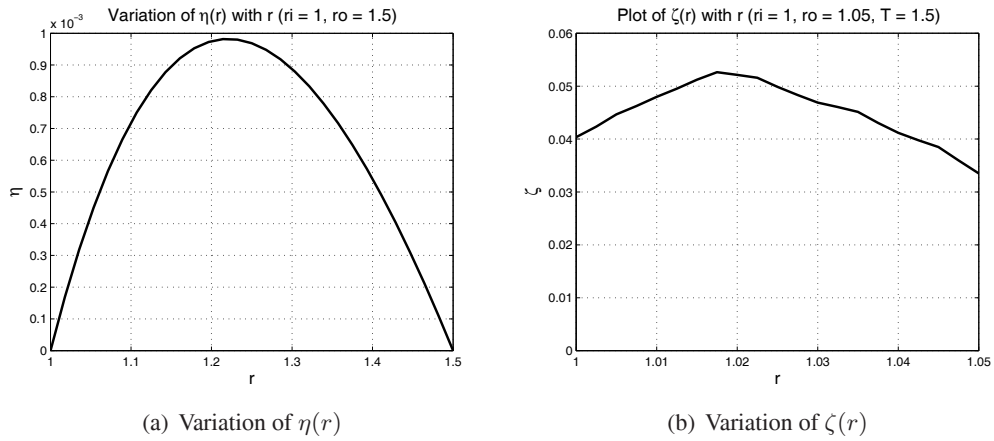 Variation of η(r) with r (ri = 1, ro = 1.5)
x 10⁻³
1
0.9
0.8
0.7
0.6
0.5
0.4
0.3
0.2
0.1
0
η
1 1.1 1.2 1.3 1.4 1.5
r
(a) Variation of η(r)
Plot of ζ(r) with r (ri = 1, ro = 1.05, T = 1.5)
0.06
0.05
0.04
0.03
0.02
0.01
0
ζ
1 1.01 1.02 1.03 1.04 1.05
r
(b) Variation of ζ(r)